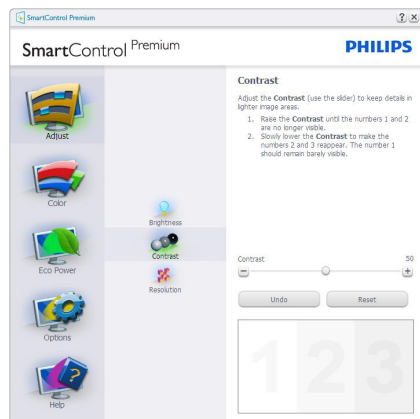 SmartControl Premium
SmartControl Premium
PHILIPS
Adjust
Color
Eco Power
Options
Help
Brightness
Contrast
Resolution
Contrast
Adjust the Contrast (use the slider) to keep details in
lighter image areas.
1. Raise the Contrast until the numbers 1 and 2
are no longer visible.
2. Slowly lower the Contrast to make the
numbers 2 and 3 reappear. The number 1
should remain barely visible.
Contrast 50
Undo Reset
1 2 3